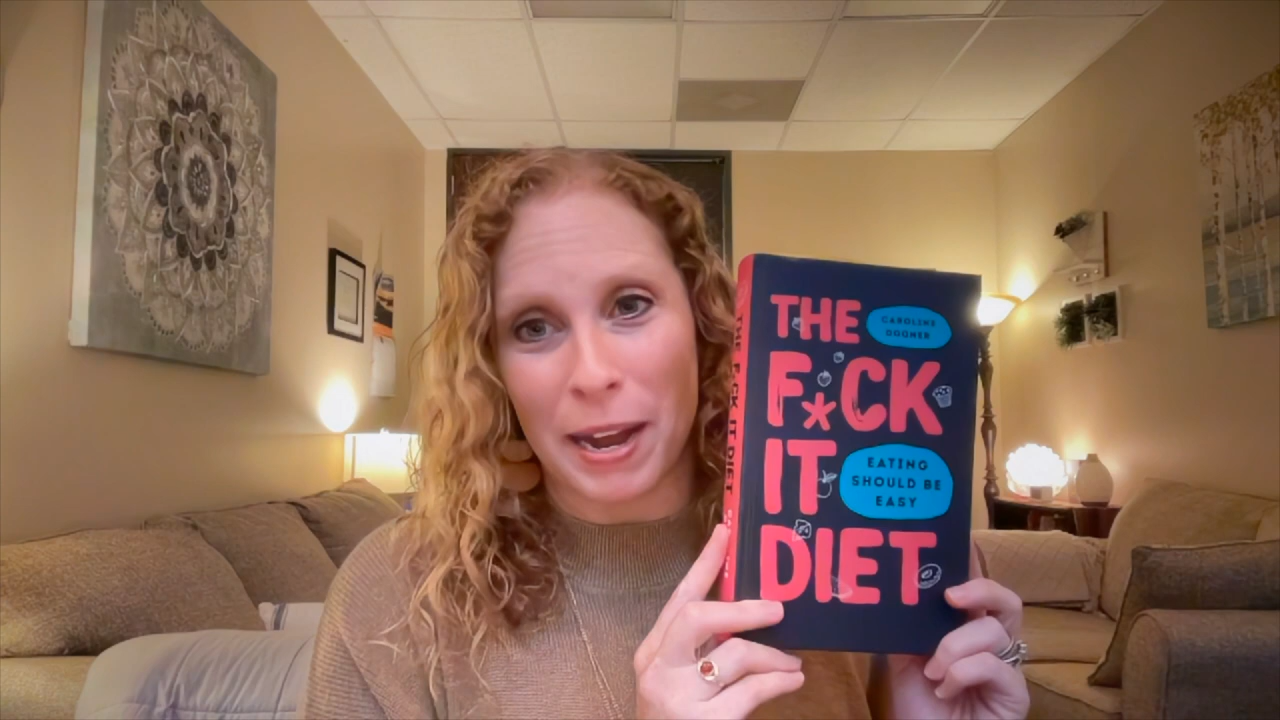 THE
CAROLINE
DOONER
F*CK
IT
EATING
SHOULD BE
EASY
DIET
THE F*CK IT DIET